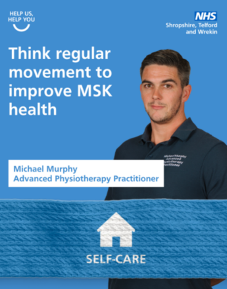 HELP US,
HELP YOU
NHS
Shropshire, Telford
and Wrekin
Think regular
movement to
improve MSK
health
Michael Murphy
Advanced Physiotherapy Practitioner
SELF-CARE